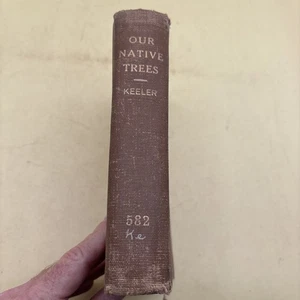 OUR
NATIVE
TREES
KEELER
582
Ke